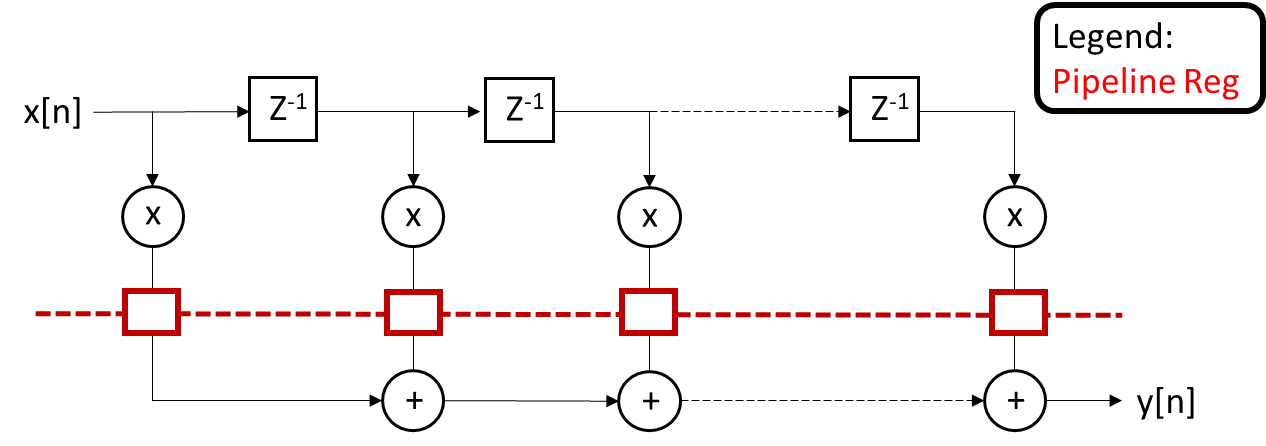 Legend:
Pipeline Reg
x[n] Z-1 Z-1 Z-1
x x x x
+ + + y[n]